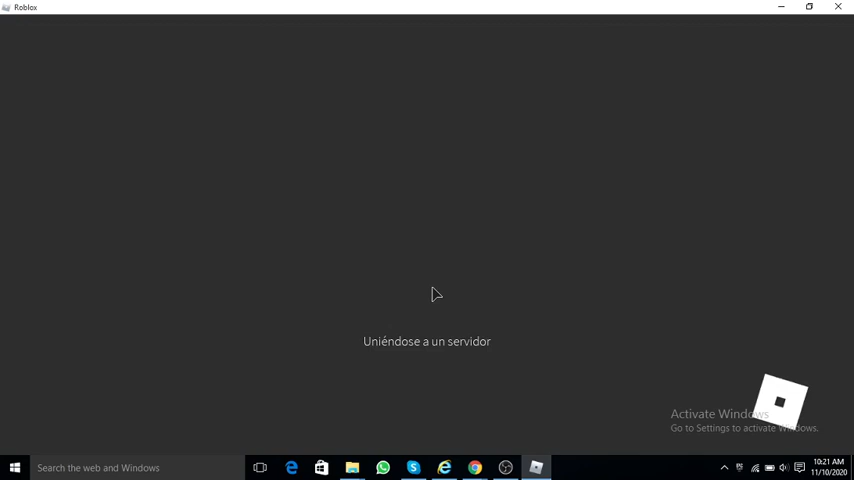 Roblox
Uniéndose a un servidor
Activate Windows
Go to Settings to activate Windows.
Search the web and Windows
10:21 AM
11/10/2020